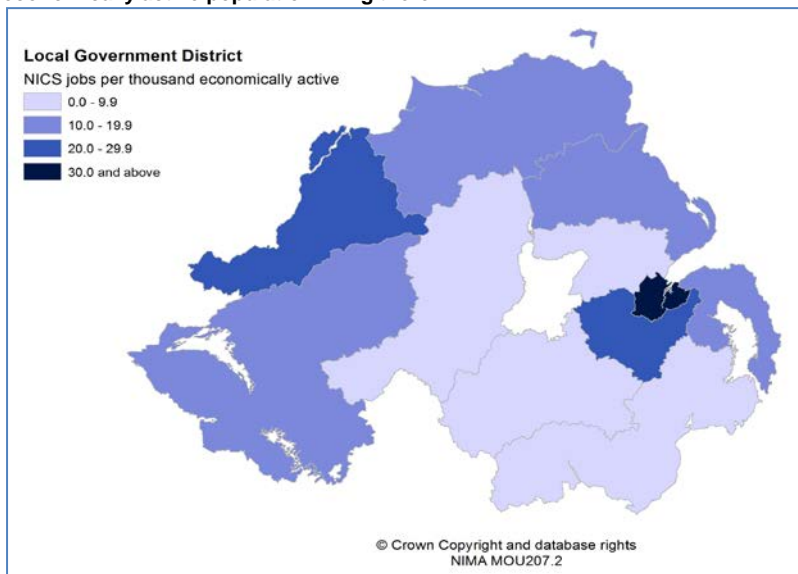 Local Government District
NICS jobs per thousand economically active
0.0 - 9.9
10.0 - 19.9
20.0 - 29.9
30.0 and above
© Crown Copyright and database rights
NIMA MOU207.2